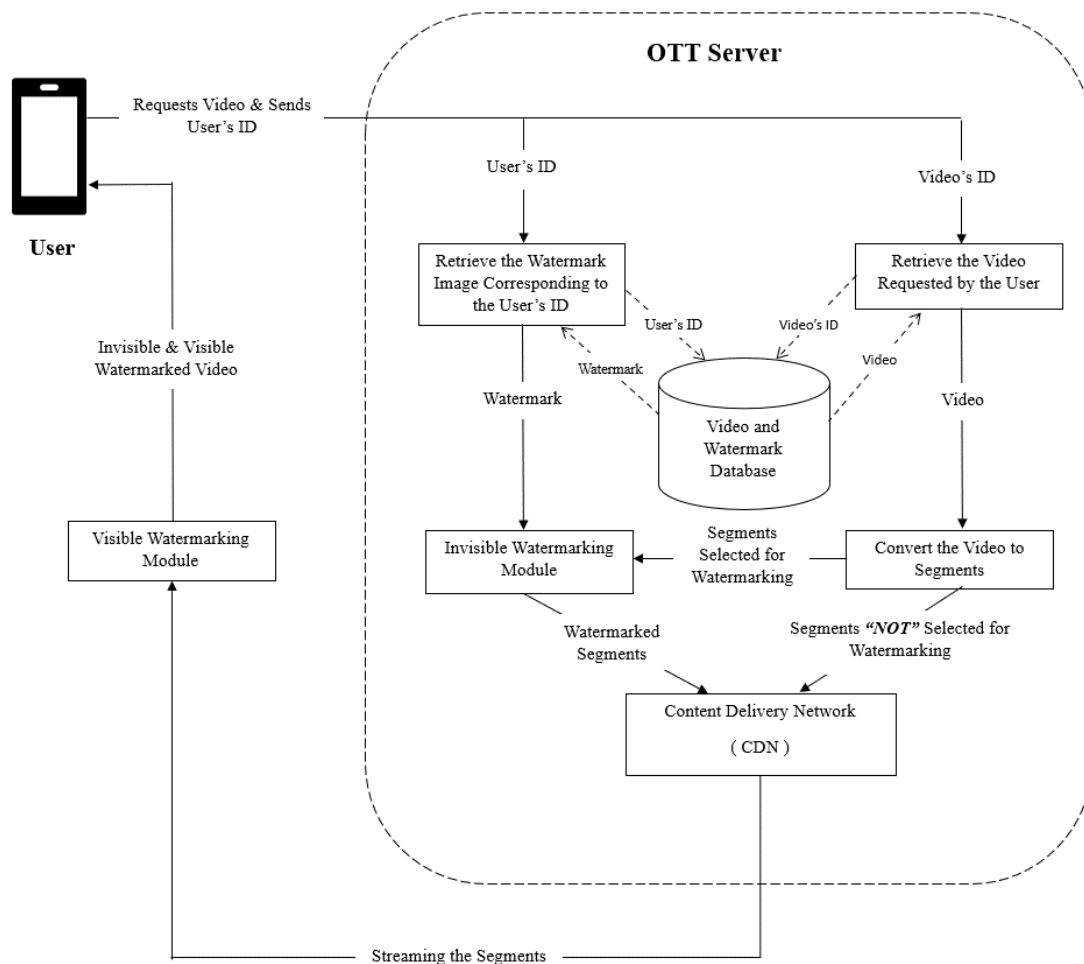 OTT Server
Requests Video & Sends
User's ID
User's ID
Video's ID
User
Retrieve the Watermark
Image Corresponding to
the User's ID
Retrieve the Video
Requested by the User
User's ID
Video's ID
Watermark
Video
Invisible & Visible
Watermarked Video
Watermark
Video
Video and
Watermark
Database
Visible Watermarking
Module
Invisible Watermarking
Module
Segments
Selected for
Watermarking
Convert the Video to
Segments
Watermarked
Segments
Segments “NOT” Selected for
Watermarking
Content Delivery Network
( CDN )
Streaming the Segments